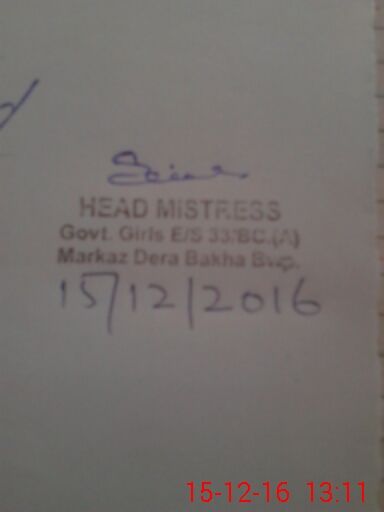 HEAD MISTRESS
Govt. Girls E/S 33/BC.(A)
Markaz Dera Bakha Bwp.
15/12/2016
15-12-16 13:11